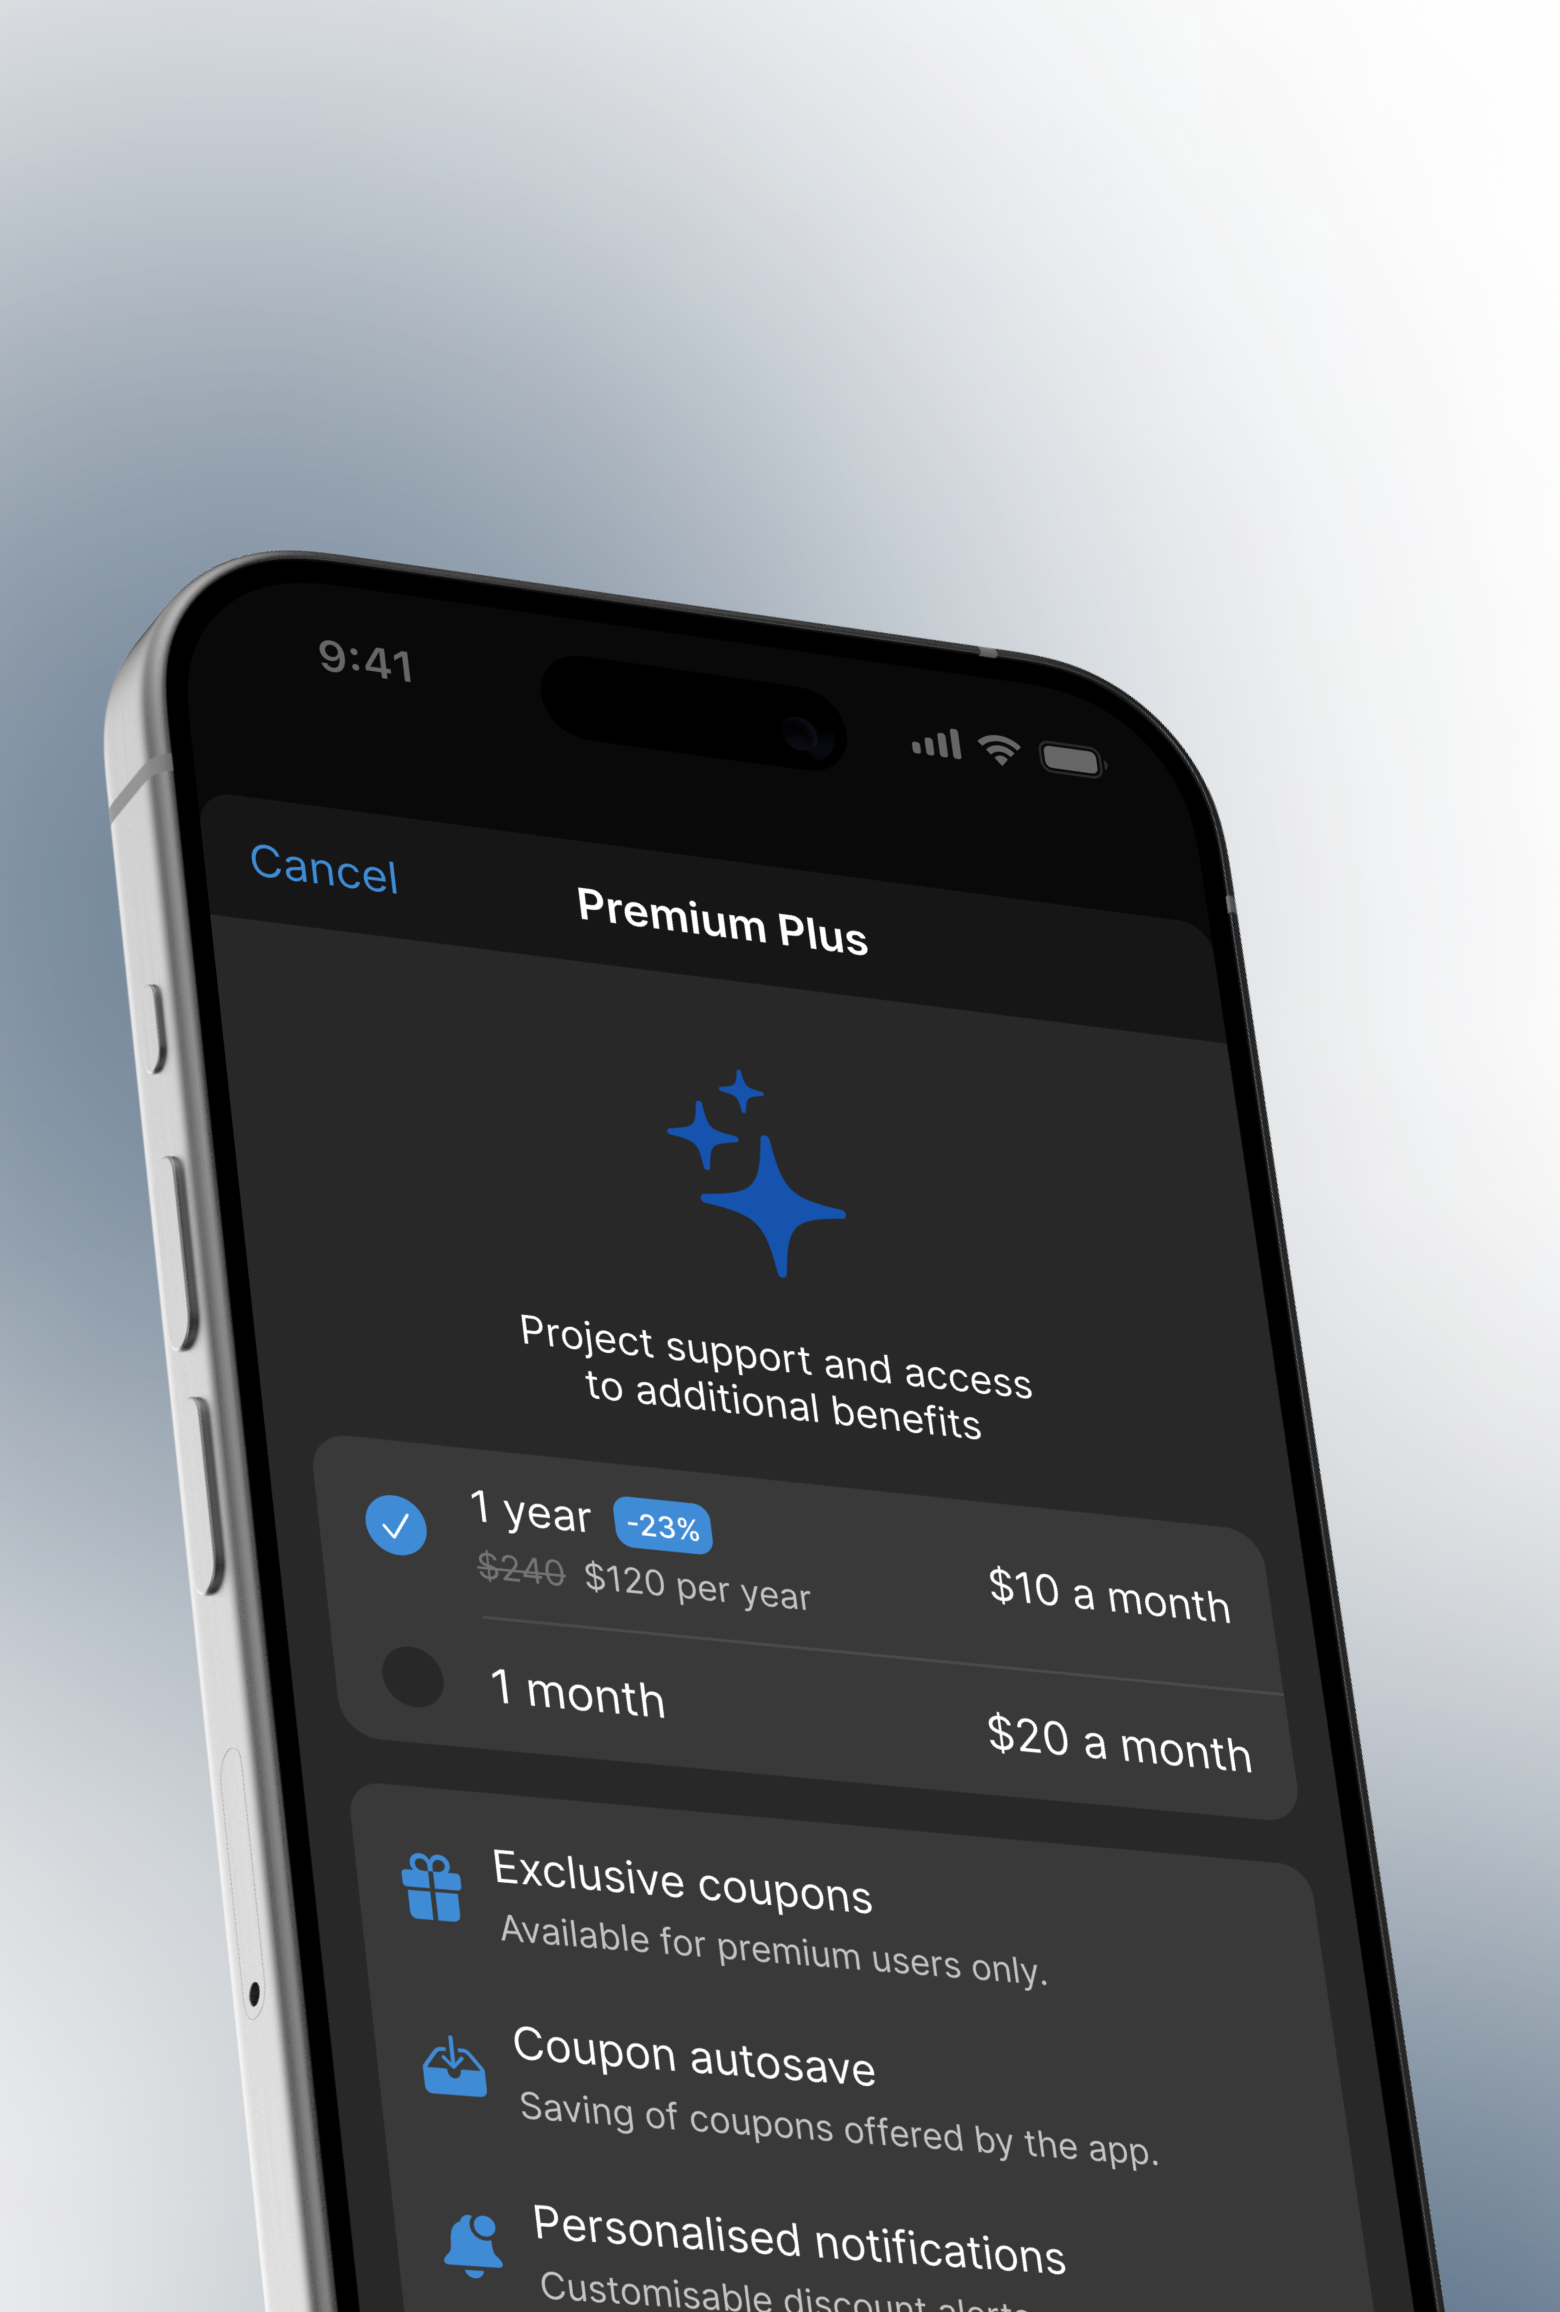 9:41
Cancel
Premium Plus
Project support and access
to additional benefits
1 year -23%
$240 $120 per year
$10 a month
1 month
$20 a month
Exclusive coupons
Available for premium users only.
Coupon autosave
Saving of coupons offered by the app.
Personalised notifications
Customisable discount alerts